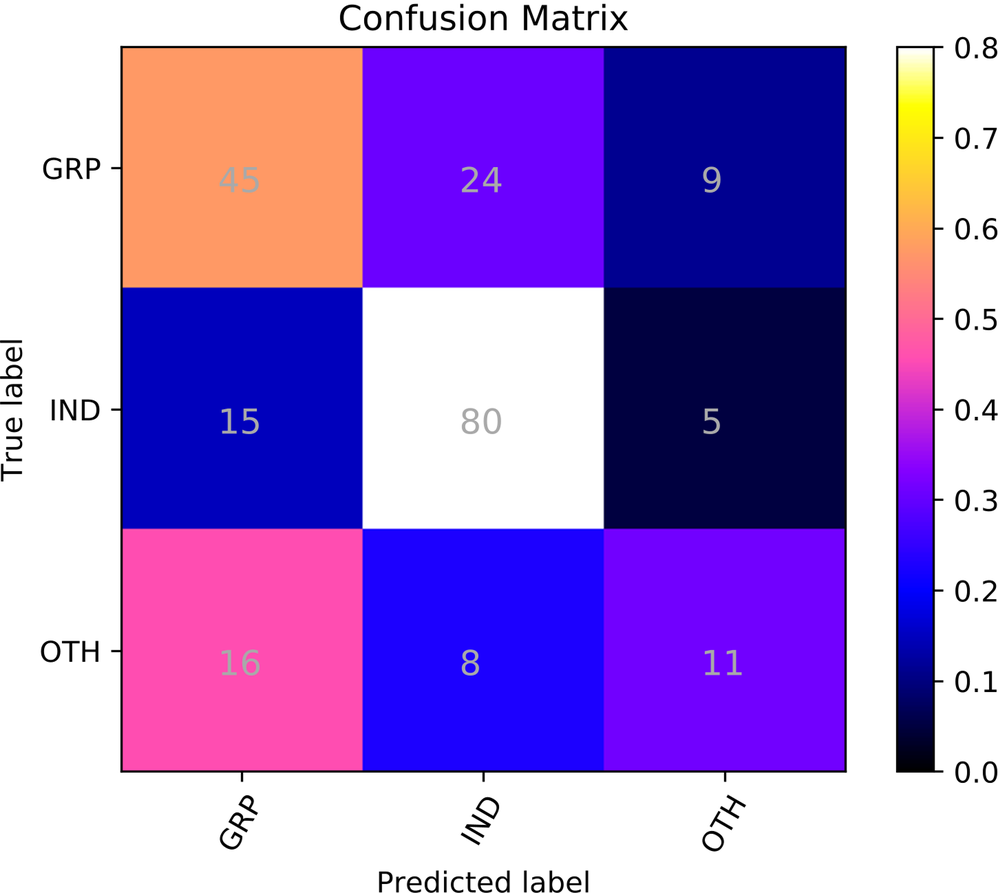 Confusion Matrix
GRP 45 24 9
IND 15 80 5
OTH 16 8 11
GRP IND OTH
True label
Predicted label
0.8
0.7
0.6
0.5
0.4
0.3
0.2
0.1
0.0